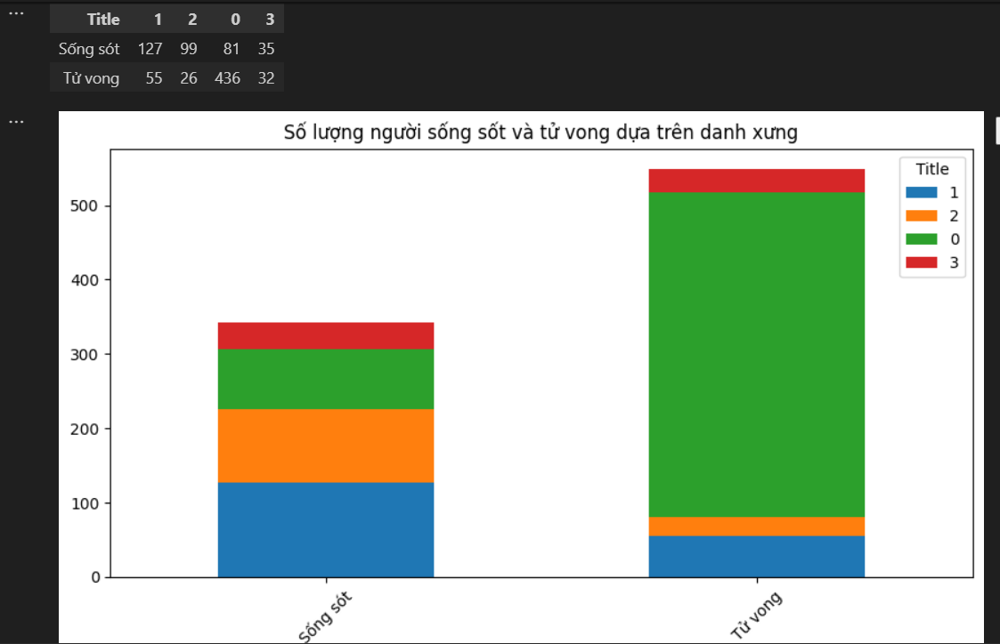 ...
Title 1 2 0 3
Sống sót 127 99 81 35
Tử vong 55 26 436 32
...
Số lượng người sống sốt và tử vong dựa trên danh xưng
Title
1
2
0
3
500
400
300
200
100
0
Sống sót
Tử vong